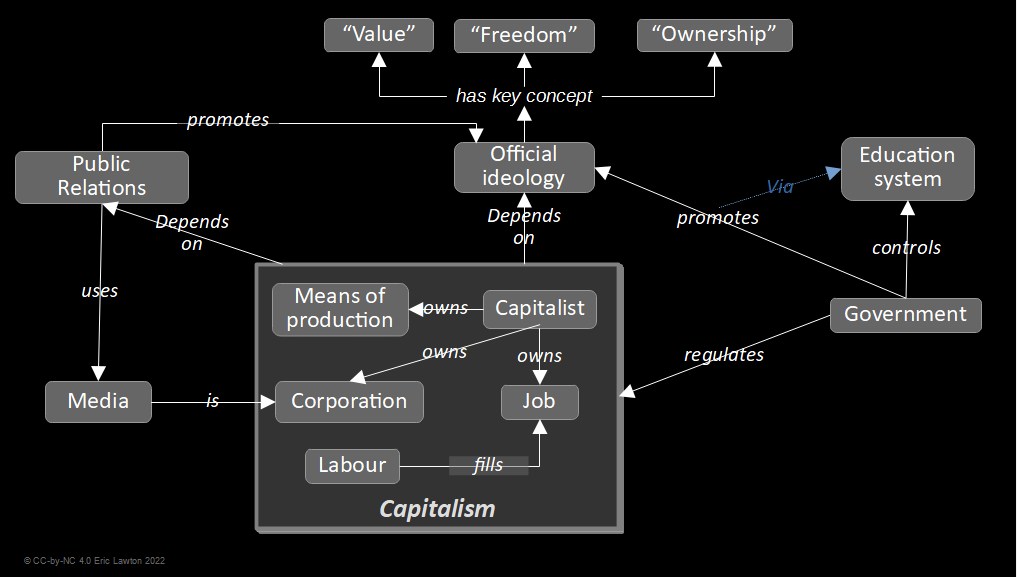 “Value”
“Freedom”
“Ownership”
has key concept
promotes
Public
Relations
Official
ideology
Education
system
Via
promotes
Depends
on
Depends
on
controls
uses
Means of
production
owns
Capitalist
Government
owns
owns
regulates
Media
is
Corporation
Job
Labour
fills
Capitalism
© CC-by-NC 4.0 Eric Lawton 2022